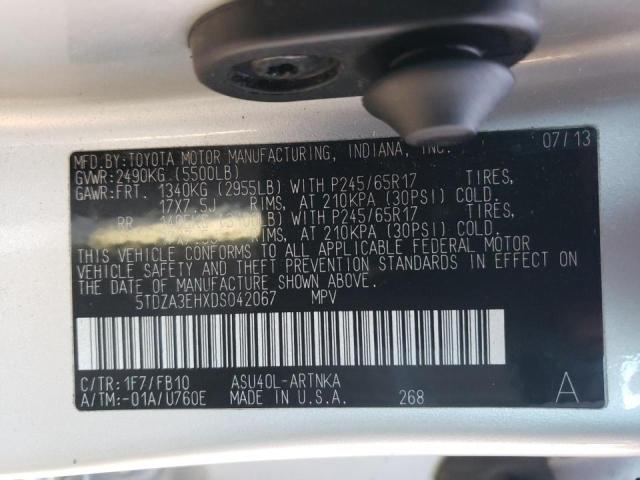 MFD.BY:TOYOTA MOTOR MANUFACTURING, INDIANA, INC. 07/13
GVWR:2490KG (5500LB)
GAWR:FRT. 1340KG (2955LB) WITH P245/65R17 TIRES,
17X7.5J RIMS, AT 210KPA (30PSI) COLD.
RR. WITH P245/65R17 TIRES,
RIMS, AT 210KPA (30PSI) COLD.
THIS VEHICLE CONFORMS TO ALL APPLICABLE FEDERAL MOTOR
VEHICLE SAFETY AND THEFT PREVENTION STANDARDS IN EFFECT ON
THE DATE OF MANUFACTURE SHOWN ABOVE.
5TDZA3EHXDS042067 MPV
C/TR:1F7/FB10 ASU40L-ARTNKA
A/TM:-01A/U760E MADE IN U.S.A. 268 A